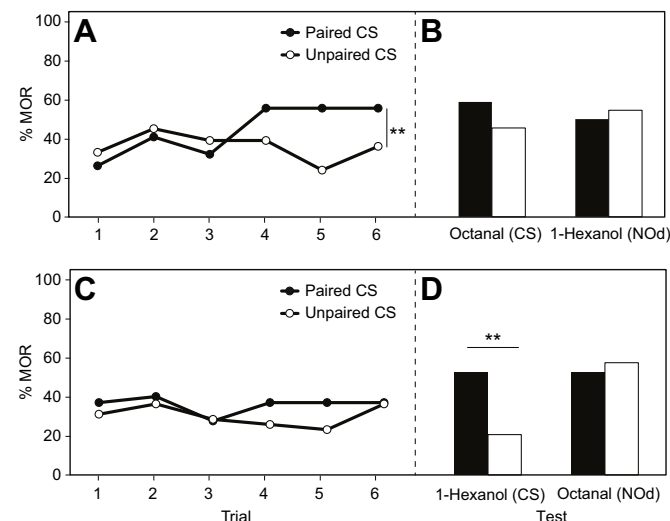 A
B
Paired CS
Unpaired CS
% MOR
100
80
60
40
20
0
**
1 2 3 4 5 6
Octanal (CS) 1-Hexanol (NOd)
C
D
Paired CS
Unpaired CS
% MOR
100
80
60
40
20
0
**
1 2 3 4 5 6
1-Hexanol (CS) Octanal (NOd)
Trial Test